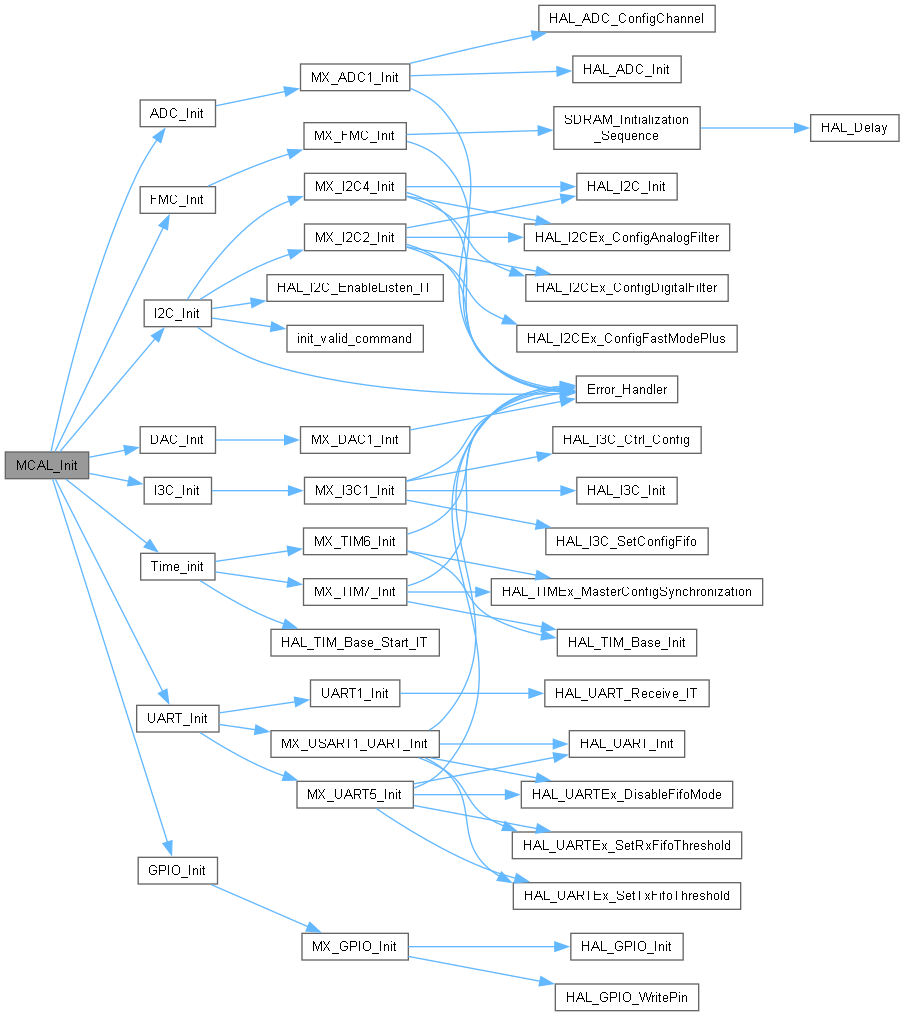 HAL_ADC_ConfigChannel
HAL_ADC_Init
MX_ADC1_Init
ADC_Init
MX_FMC_Init
SDRAM_Initialization
_Sequence
HAL_Delay
FMC_Init
MX_I2C4_Init
HAL_I2C_Init
MX_I2C2_Init
HAL_I2CEx_ConfigAnalogFilter
HAL_I2C_EnableListen_IT
HAL_I2CEx_ConfigDigitalFilter
I2C_Init
init_valid_command
HAL_I2CEx_ConfigFastModePlus
Error_Handler
DAC_Init
MX_DAC1_Init
HAL_I3C_Ctrl_Config
MCAL_Init
I3C_Init
MX_I3C1_Init
HAL_I3C_Init
MX_TIM6_Init
HAL_I3C_SetConfigFifo
Time_init
MX_TIM7_Init
HAL_TIMEx_MasterConfigSynchronization
HAL_TIM_Base_Start_IT
HAL_TIM_Base_Init
UART1_Init
HAL_UART_Receive_IT
UART_Init
MX_USART1_UART_Init
HAL_UART_Init
MX_UART5_Init
HAL_UARTEx_DisableFifoMode
HAL_UARTEx_SetRxFifoThreshold
GPIO_Init
HAL_UARTEx_SetTxFifoThreshold
MX_GPIO_Init
HAL_GPIO_Init
HAL_GPIO_WritePin